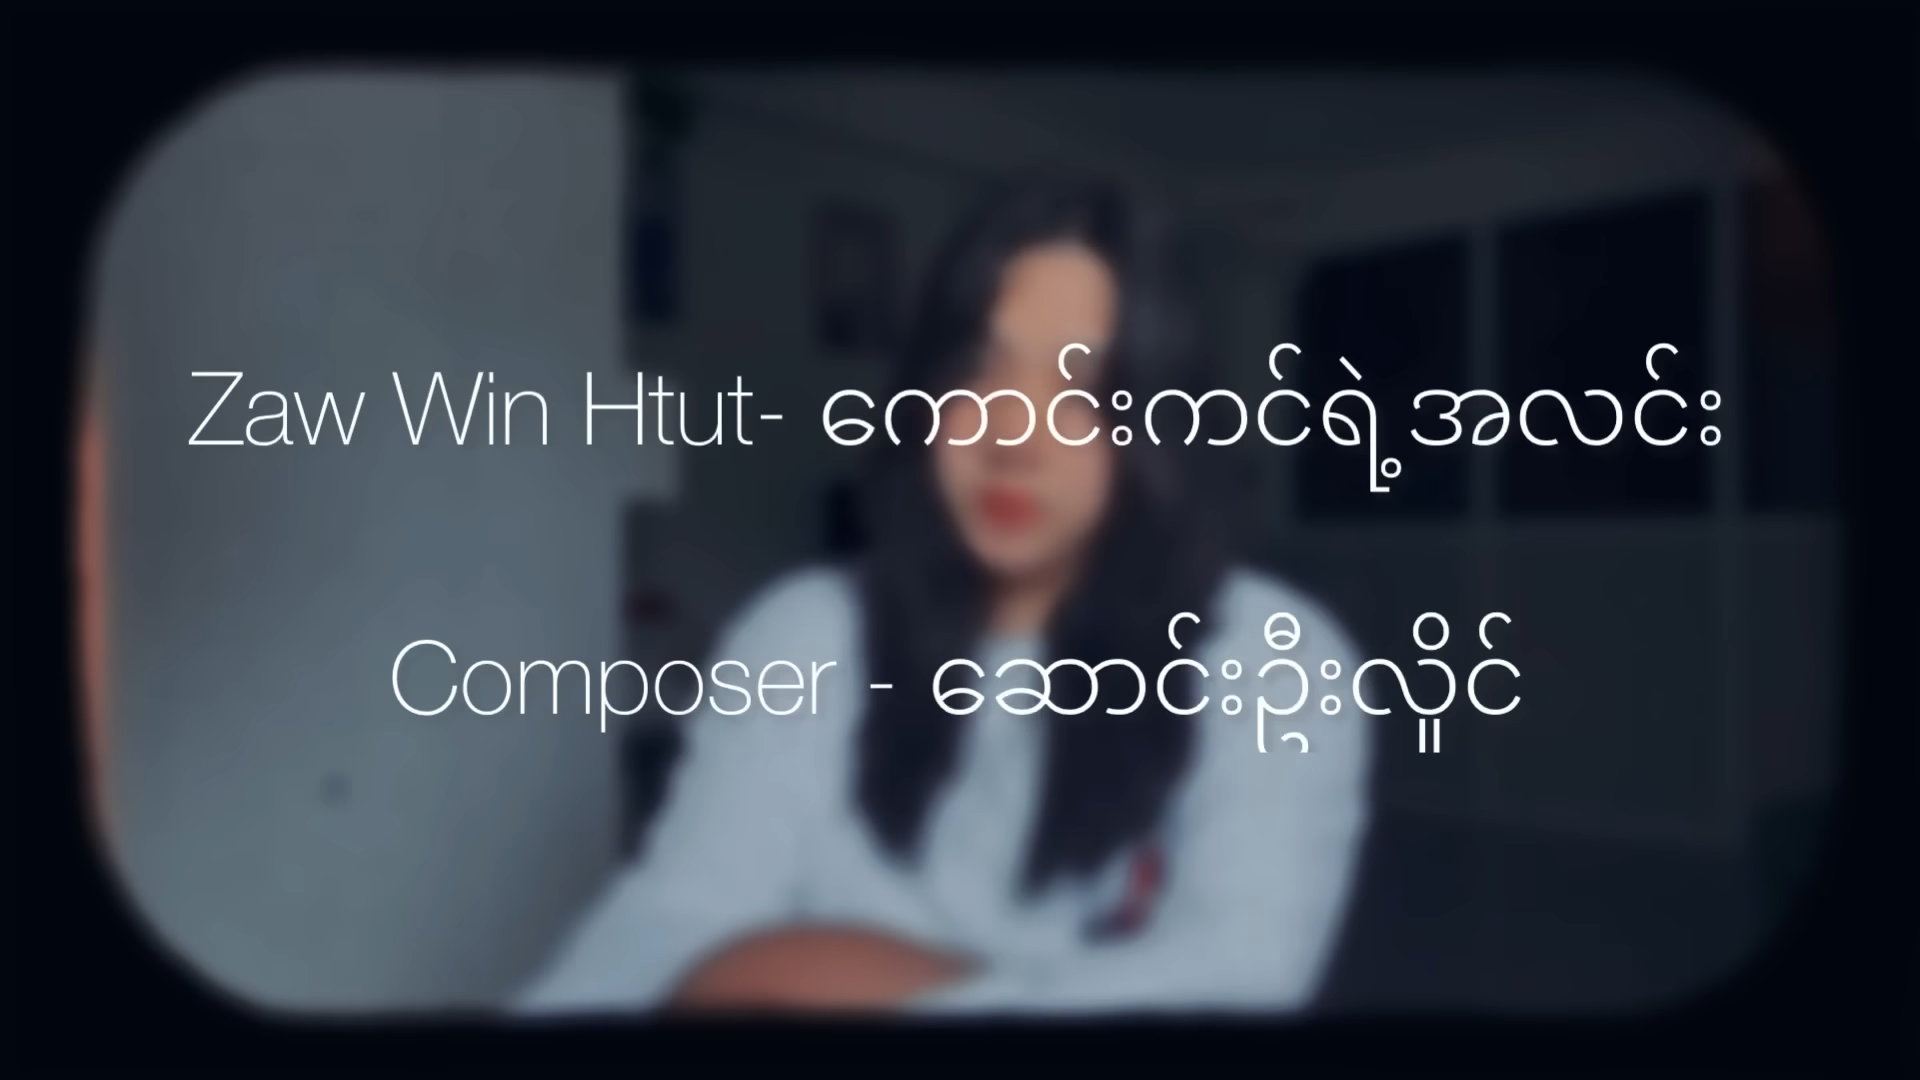 Zaw Win Htut- ကောင်းကင်ရဲ့အလင်း
Composer - ဆောင်းဦးလှိုင်